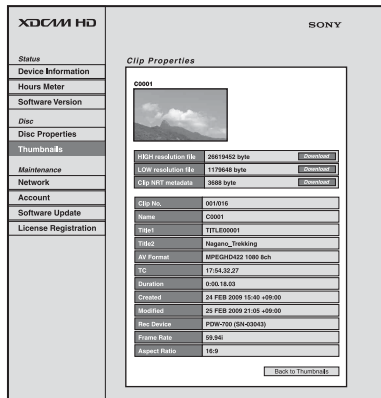 XDCAM HD
SONY
Status
Device Information
Hours Meter
Software Version
Disc
Disc Properties
Thumbnails
Maintenance
Network
Account
Software Update
License Registration
Clip Properties
C0001
HIGH resolution file 26619452 byte Download
LOW resolution file 1179648 byte Download
Clip NRT metadata 3688 byte Download
Clip No. 001/016
Name C0001
Title1 TITLE00001
Title2 Nagano_Trekking
AV Format MPEGHD422 1080 8ch
TC 17:54.32.27
Duration 0:00.18.03
Created 24 FEB 2009 15:40 +09:00
Modified 25 FEB 2009 21:05 +09:00
Rec Device PDW-700 (SN-03043)
Frame Rate 59.94i
Aspect Ratio 16:9
Back to Thumbnails